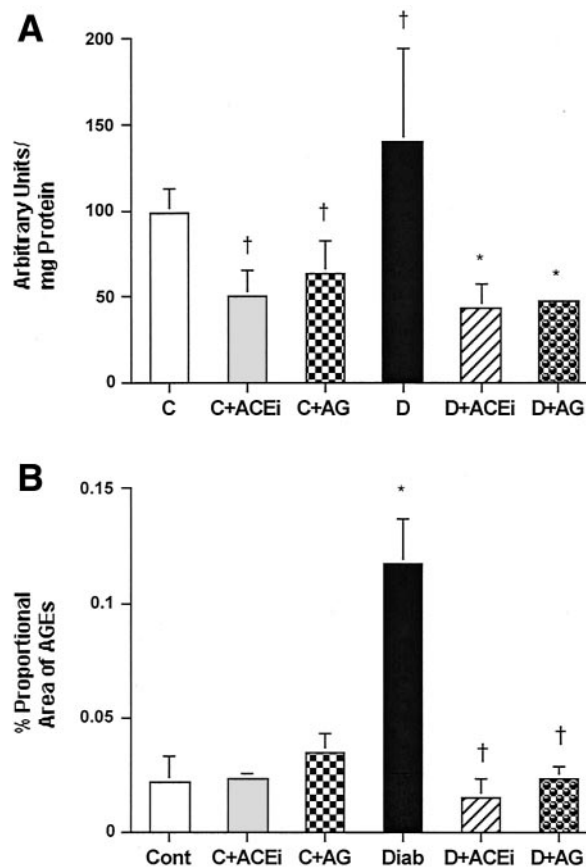 A
Arbitrary Units/
mg Protein
200
150
100
50
0
†
†
†
*
*
C C+ACEi C+AG D D+ACEi D+AG
B
% Proportional
Area of AGEs
0.15
0.1
0.05
0
*
†
†
Cont C+ACEi C+AG Diab D+ACEi D+AG